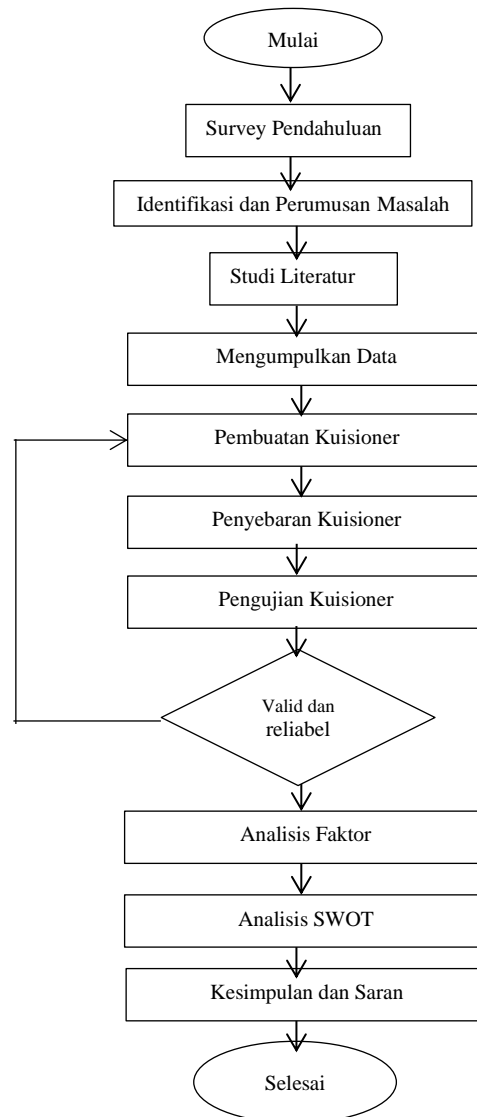 Mulai
Survey Pendahuluan
Identifikasi dan Perumusan Masalah
Studi Literatur
Mengumpulkan Data
Pembuatan Kuisioner
Penyebaran Kuisioner
Pengujian Kuisioner
Valid dan
reliabel
Analisis Faktor
Analisis SWOT
Kesimpulan dan Saran
Selesai